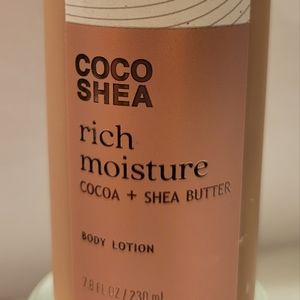 COCO
SHEA
rich
moisture
COCOA + SHEA BUTTER
BODY LOTION
7.8 FL OZ / 230 ml